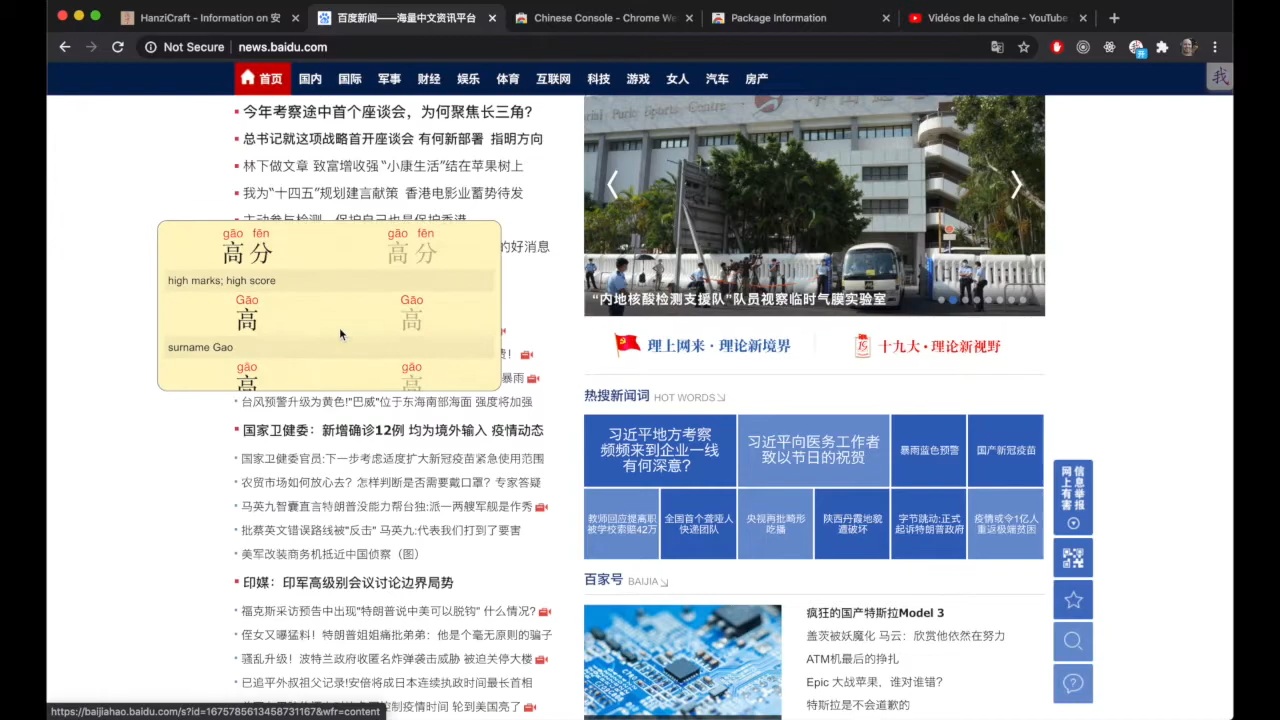 HanziCraft - Information on 安
百度新闻——海量中文资讯平台
Chinese Console - Chrome We
Package Information
Vidéos de la chaîne - YouTube
Not Secure
news.baidu.com
首页 国内 国际 军事 财经 娱乐 体育 互联网 科技 游戏 女人 汽车 房产
我
今年考察途中首个座谈会，为何聚焦长三角？
总书记就这项战略首开座谈会 有何新部署 指明方向
林下做文章 致富增收强 “小康生活”结在苹果树上
我为“十四五”规划建言献策 香港电影业蓄势待发
主动参与检测，保护自己也是保护香港
的好消息
gāo fēn gāo fēn
高分 高分
high marks; high score
Gāo Gāo
高 高
surname Gao
gāo gāo
高 高
责！
暴雨
台风预警升级为黄色!"巴威"位于东海南部海面 强度将加强
国家卫健委：新增确诊12例 均为境外输入 疫情动态
国家卫健委官员:下一步考虑适度扩大新冠疫苗紧急使用范围
农贸市场如何放心去？怎样判断是否需要戴口罩？专家答疑
马英九智囊直言特朗普没能力帮台独:派一两艘军舰是作秀
批蔡英文错误路线被"反击" 马英九:代表我们打到了要害
美军改装商务机抵近中国侦察（图）
印媒：印军高级别会议讨论边界局势
福克斯采访预告中出现"特朗普说中美可以脱钩" 什么情况?
侄女又曝猛料！特朗普姐姐痛批弟弟：他是个毫无原则的骗子
骚乱升级！波特兰政府收匿名炸弹袭击威胁 被迫关停大楼
已追平外叔祖父记录!安倍将成日本连续执政时间最长首相
制疫情时间 轮到美国亮了
https://baijiahao.baidu.com/s?id=1675785613458731167&wfr=content
“内地核酸检测支援队”队员视察临时气膜实验室
理上网来·理论新境界
19
十九大·理论新视野
热搜新闻词 HOT WORDS
习近平地方考察
频频来到企业一线
有何深意？
习近平向医务工作者
致以节日的祝贺
暴雨蓝色预警
国产新冠疫苗
教师回应提离职
被学校索赔42万
全国首个聋哑人
快递团队
央视再批畸形
吃播
陕西丹霞地貌
遭破坏
字节跳动:正式
起诉特朗普政府
疫情或令1亿人
重返极端贫困
百家号 BAIJIA
疯狂的国产特斯拉Model 3
盖茨被妖魔化 马云：欣赏他依然在努力
ATM机最后的挣扎
Epic 大战苹果，谁对谁错？
特斯拉是不会道歉的
网上有害
信息举报